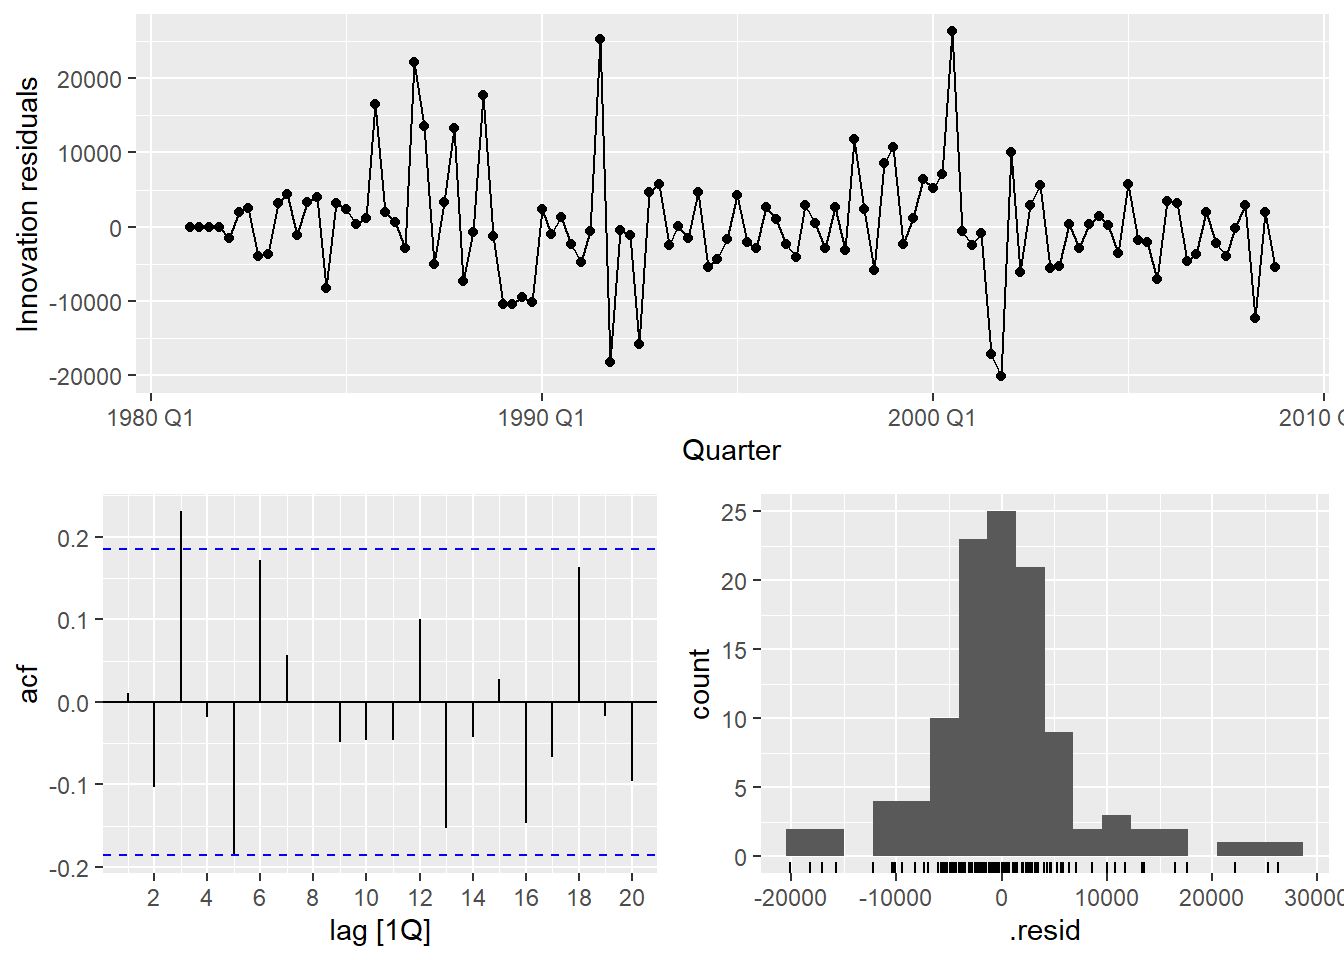 Innovation residuals
20000
10000
0
-10000
-20000
1980 Q1 1990 Q1 2000 Q1 2010 Q
Quarter
acf
0.2
0.1
0.0
-0.1
-0.2
2 4 6 8 10 12 14 16 18 20
lag [1Q]
count
25
20
15
10
5
0
-20000 -10000 0 10000 20000 30000
.resid